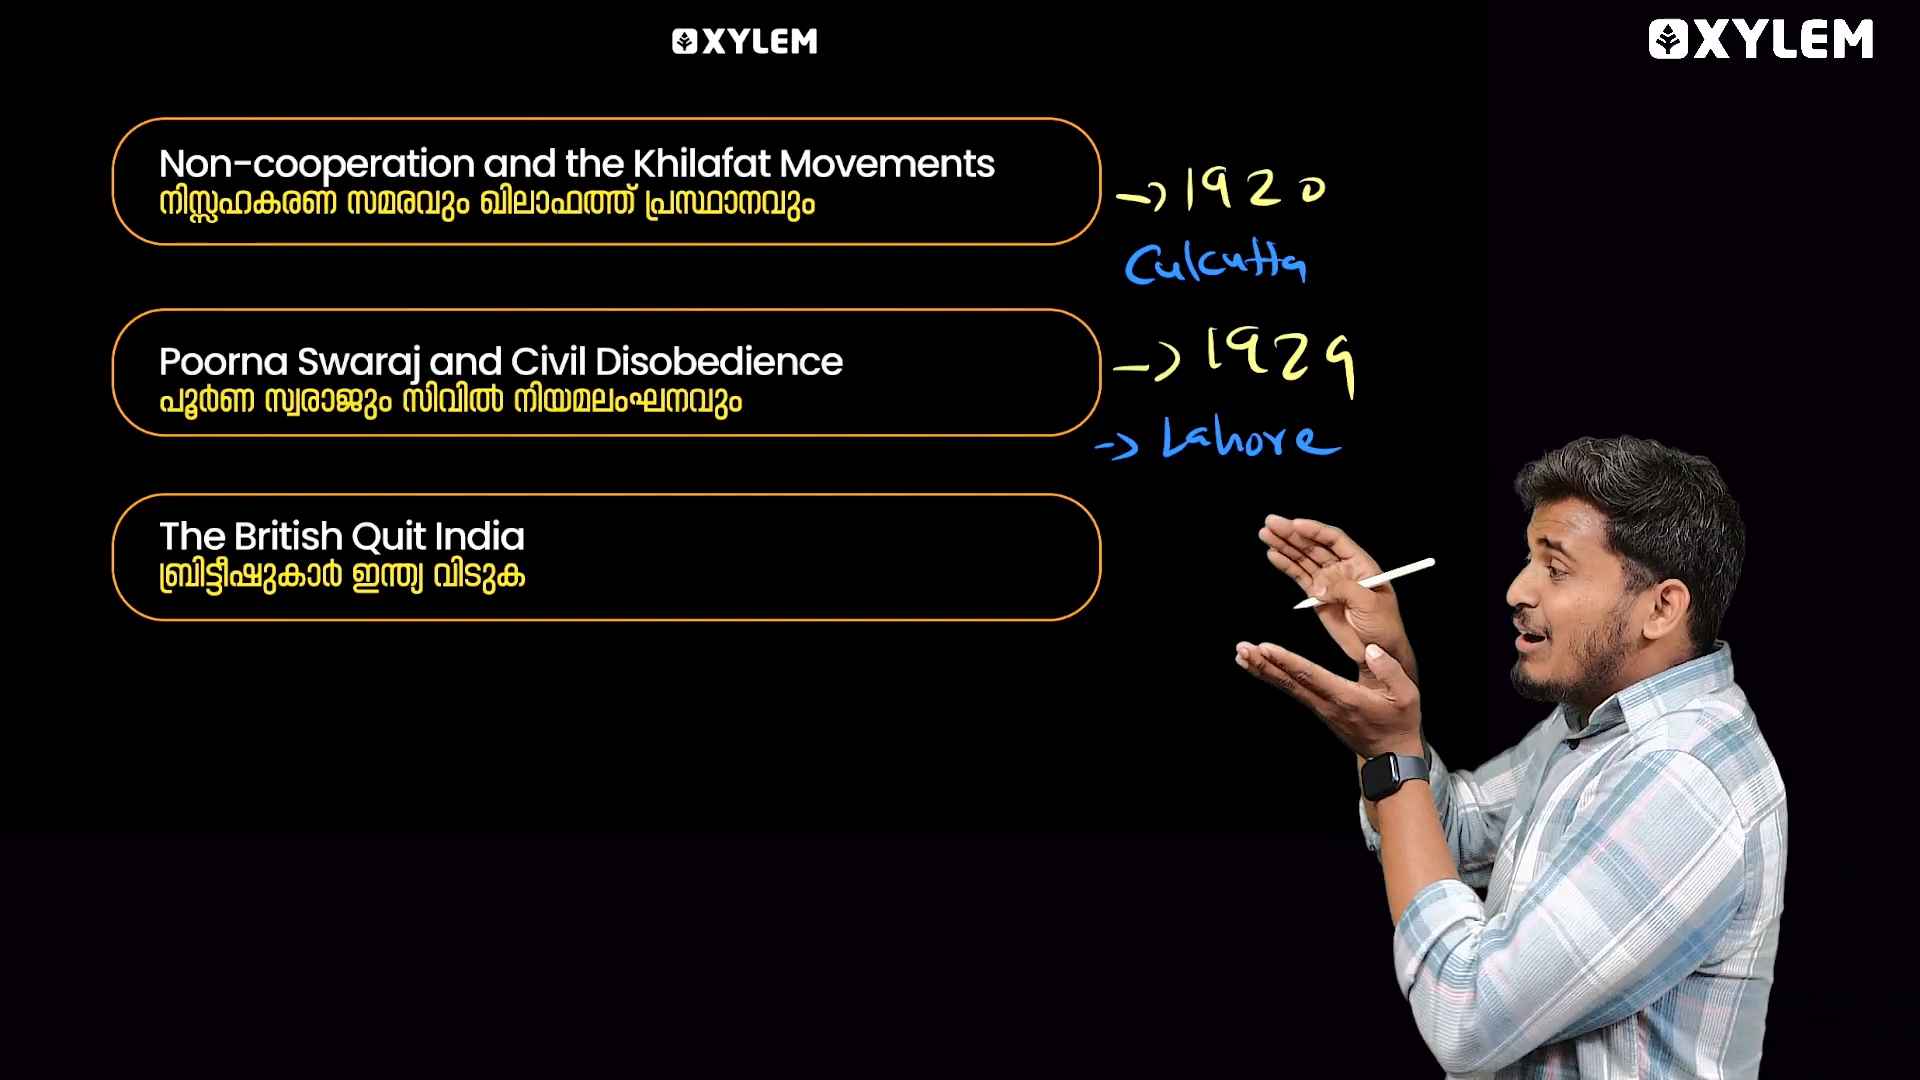 XYLEM
XYLEM
Non-cooperation and the Khilafat Movements
നിസ്സഹകരണ സമരവും ഖിലാഫത്ത് പ്രസ്ഥാനവും
→ 1920
Culcutta
Poorna Swaraj and Civil Disobedience
പൂർണ സ്വരാജും സിവിൽ നിയമലംഘനവും
→ 1929
→ Lahore
The British Quit India
ബ്രിട്ടീഷുകാർ ഇന്ത്യ വിടുക